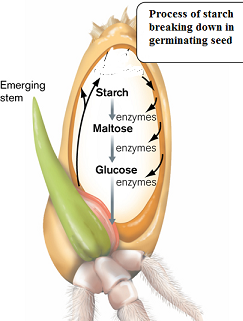 Process of starch
breaking down in
germinating seed
Emerging
stem
Starch
enzymes
Maltose
enzymes
Glucose
enzymes